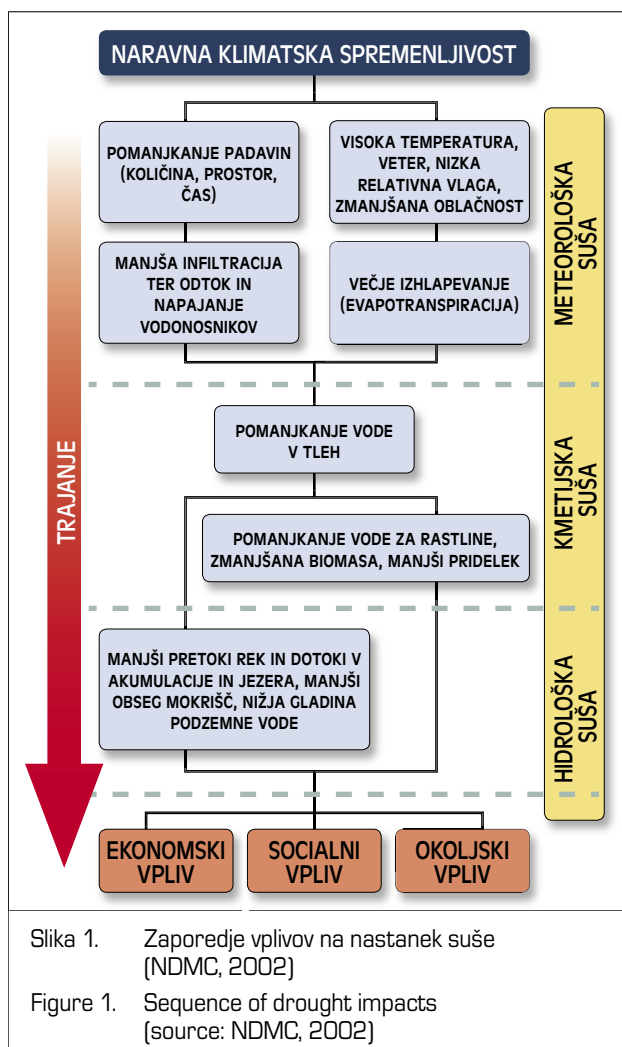 NARAVNA KLIMATSKA SPREMENLJIVOST
POMANJKANJE PADAVIN
(KOLIČINA, PROSTOR,
ČAS)
VISOKA TEMPERATURA,
VETER, NIZKA
RELATIVNA VLAGA,
ZMANJŠANA OBLAČNOST
MANJŠA INFILTRACIJA
TER ODTOK IN
NAPAJANJE
VODONOSNIKOV
VEČJE IZHLAPEVANJE
(EVAPOTRANSPIRACIJA)
METEOROLOŠKA
SUŠA
TRAJANJE
POMANJKANJE VODE
V TLEH
POMANJKANJE VODE ZA RASTLINE,
ZMANJŠANA BIOMASA, MANJŠI PRIDELEK
KMETIJSKA
SUŠA
MANJŠI PRETOKI REK IN DOTOKI V
AKUMULACIJE IN JEZERA, MANJŠI
OBSEG MOKRIŠČ, NIŽJA GLADINA
PODZEMNE VODE
HIDROLOŠKA
SUŠA
EKONOMSKI
VPLIV
SOCIALNI
VPLIV
OKOLJSKI
VPLIV
Slika 1. Zaporedje vplivov na nastanek suše
(NDMC, 2002)
Figure 1. Sequence of drought impacts
(source: NDMC, 2002)